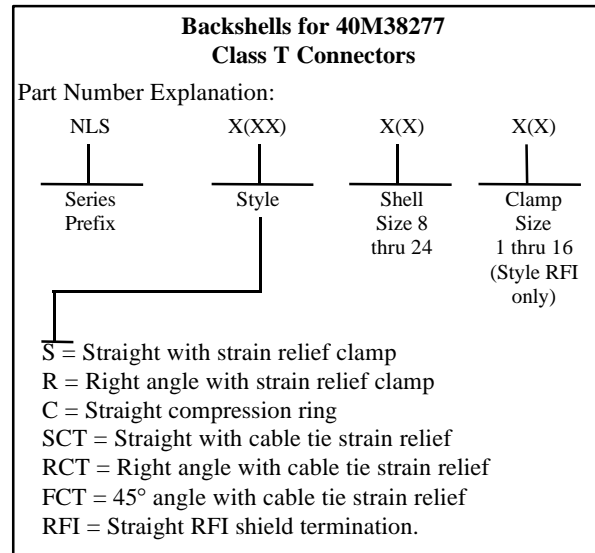 Backshells for 40M38277
Class T Connectors
Part Number Explanation:
NLS X(XX) X(X) X(X)
Series Style Shell Clamp
Prefix Size 8 Size
thru 24 1 thru 16
(Style RFI
only)
S = Straight with strain relief clamp
R = Right angle with strain relief clamp
C = Straight compression ring
SCT = Straight with cable tie strain relief
RCT = Right angle with cable tie strain relief
FCT = 45° angle with cable tie strain relief
RFI = Straight RFI shield termination.